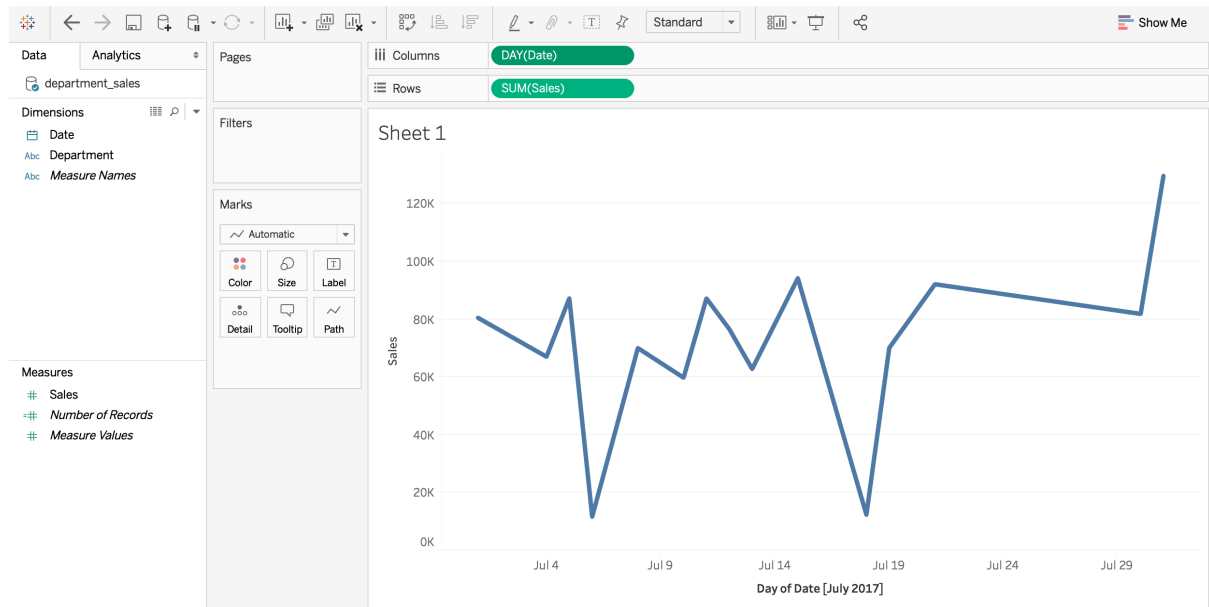 Standard
Show Me
Data
Analytics
department_sales
Dimensions
Date
Abc Department
Abc Measure Names
Measures
Sales
Number of Records
Measure Values
Pages
Filters
Marks
Automatic
Color
Size
T
Label
Detail
Tooltip
Path
Columns
DAY(Date)
Rows
SUM(Sales)
Sheet 1
Sales
120K
100K
80K
60K
40K
20K
0K
Jul 4
Jul 9
Jul 14
Jul 19
Jul 24
Jul 29
Day of Date [July 2017]